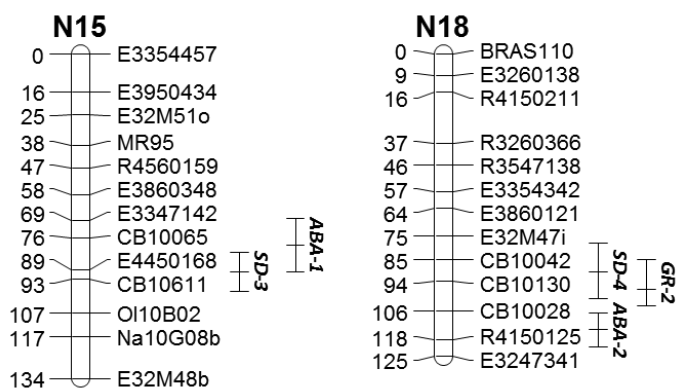 N15
0 E3354457
16 E3950434
25 E32M51o
38 MR95
47 R4560159
58 E3860348
69 E3347142
76 CB10065
89 E4450168
93 CB10611
107 Ol10B02
117 Na10G08b
134 E32M48b
ABA-1
SD-3
N18
0 BRAS110
9 E3260138
16 R4150211
37 R3260366
46 R3547138
57 E3354342
64 E3860121
75 E32M47i
85 CB10042
94 CB10130
106 CB10028
118 R4150125
125 E3247341
SD-4
GR-2
ABA-2